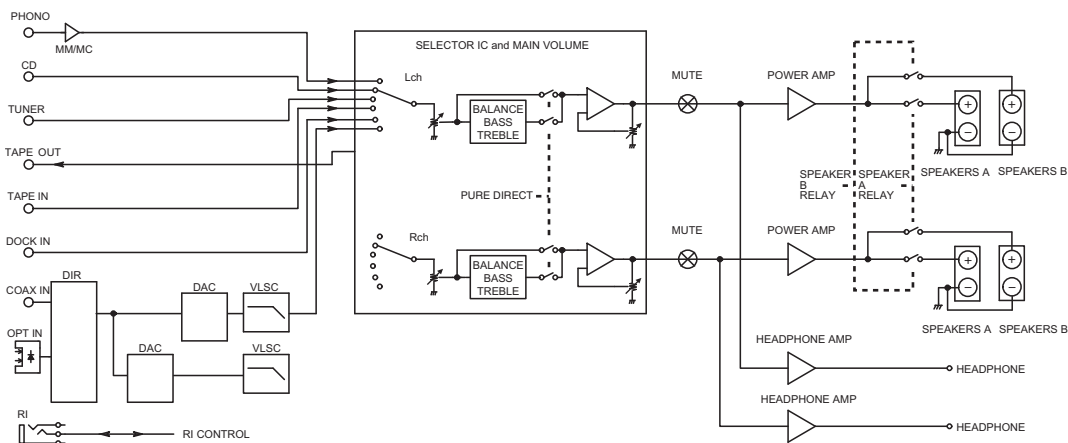 PHONO
MM/MC
CD
TUNER
TAPE OUT
TAPE IN
DOCK IN
DIR
COAX IN
OPT IN
DAC
VLSC
DAC
VLSC
RI
RI CONTROL
SELECTOR IC and MAIN VOLUME
Lch
BALANCE
BASS
TREBLE
PURE DIRECT
Rch
BALANCE
BASS
TREBLE
MUTE
POWER AMP
SPEAKER
B
RELAY
SPEAKER
A
RELAY
+
−
+
−
SPEAKERS A
SPEAKERS B
MUTE
POWER AMP
+
−
+
−
SPEAKERS A
SPEAKERS B
HEADPHONE AMP
HEADPHONE
HEADPHONE AMP
HEADPHONE